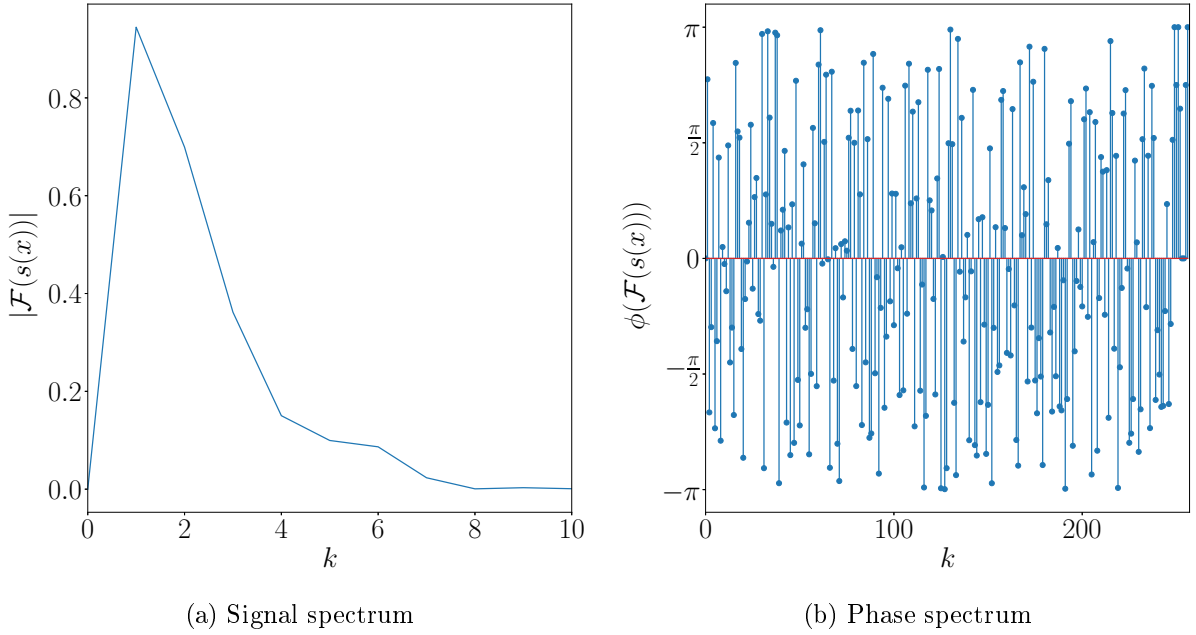 |𝓕(s(x))|
0.8
0.6
0.4
0.2
0.0
0 2 4 6 8 10
k
(a) Signal spectrum
ϕ(𝓕(s(x)))
π
π/2
0
−π/2
−π
0 100 200
k
(b) Phase spectrum